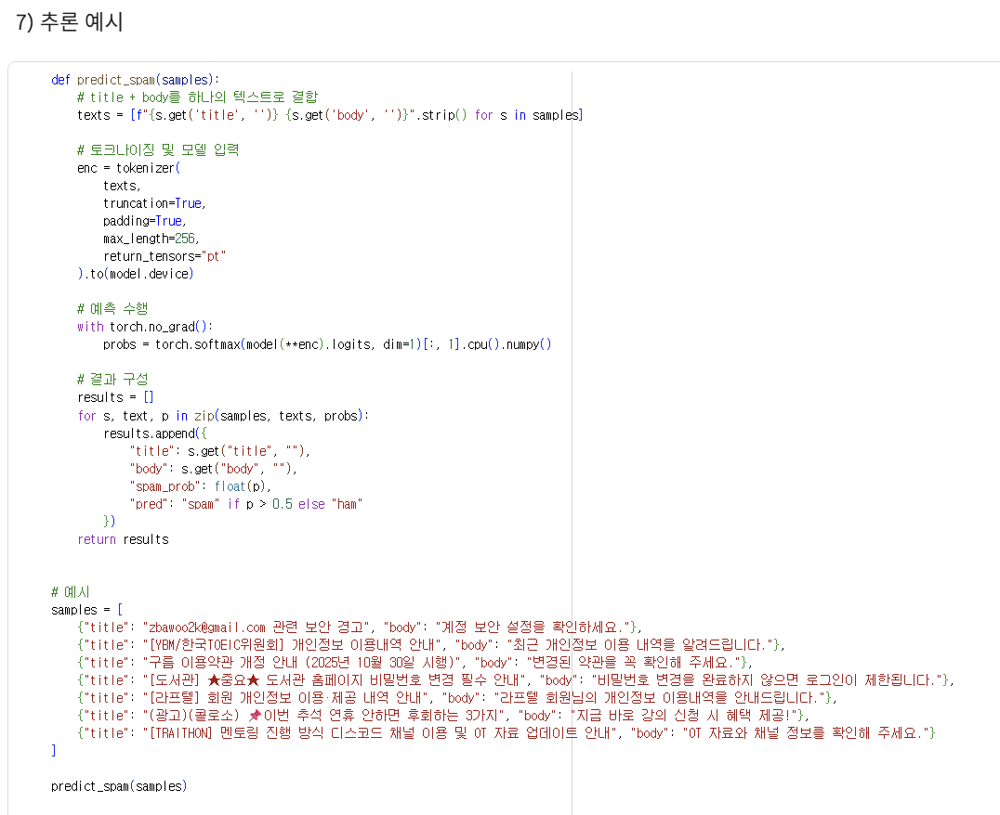 7) 추론 예시
def predict_spam(samples):
# title + body를 하나의 텍스트로 결합
texts = [f"{s.get('title', '')} {s.get('body', '')}".strip() for s in samples]
# 토크나이징 및 모델 입력
enc = tokenizer(
texts,
truncation=True,
padding=True,
max_length=256,
return_tensors="pt"
).to(model.device)
# 예측 수행
with torch.no_grad():
probs = torch.softmax(model(**enc).logits, dim=1)[:, 1].cpu().numpy()
# 결과 구성
results = []
for s, text, p in zip(samples, texts, probs):
results.append({
"title": s.get("title", ""),
"body": s.get("body", ""),
"spam_prob": float(p),
"pred": "spam" if p > 0.5 else "ham"
})
return results
# 예시
samples = [
{"title": "zbawoo2k@gmail.com 관련 보안 경고", "body": "계정 보안 설정을 확인하세요."},
{"title": "[YBM/한국TOEIC위원회] 개인정보 이용내역 안내", "body": "최근 개인정보 이용 내역을 알려드립니다."},
{"title": "구름 이용약관 개정 안내 (2025년 10월 30일 시행)", "body": "변경된 약관을 꼭 확인해 주세요."},
{"title": "[도서관] ★중요★ 도서관 홈페이지 비밀번호 변경 필수 안내", "body": "비밀번호 변경을 완료하지 않으면 로그인이 제한됩니다."},
{"title": "[라프텔] 회원 개인정보 이용·제공 내역 안내", "body": "라프텔 회원님의 개인정보 이용내역을 안내드립니다."},
{"title": "(광고)(콜로소) 📌이번 추석 연휴 안하면 후회하는 3가지", "body": "지금 바로 강의 신청 시 혜택 제공!"},
{"title": "[TRAITHON] 멘토링 진행 방식 디스코드 채널 이용 및 OT 자료 업데이트 안내", "body": "OT 자료와 채널 정보를 확인해 주세요."}
]
predict_spam(samples)